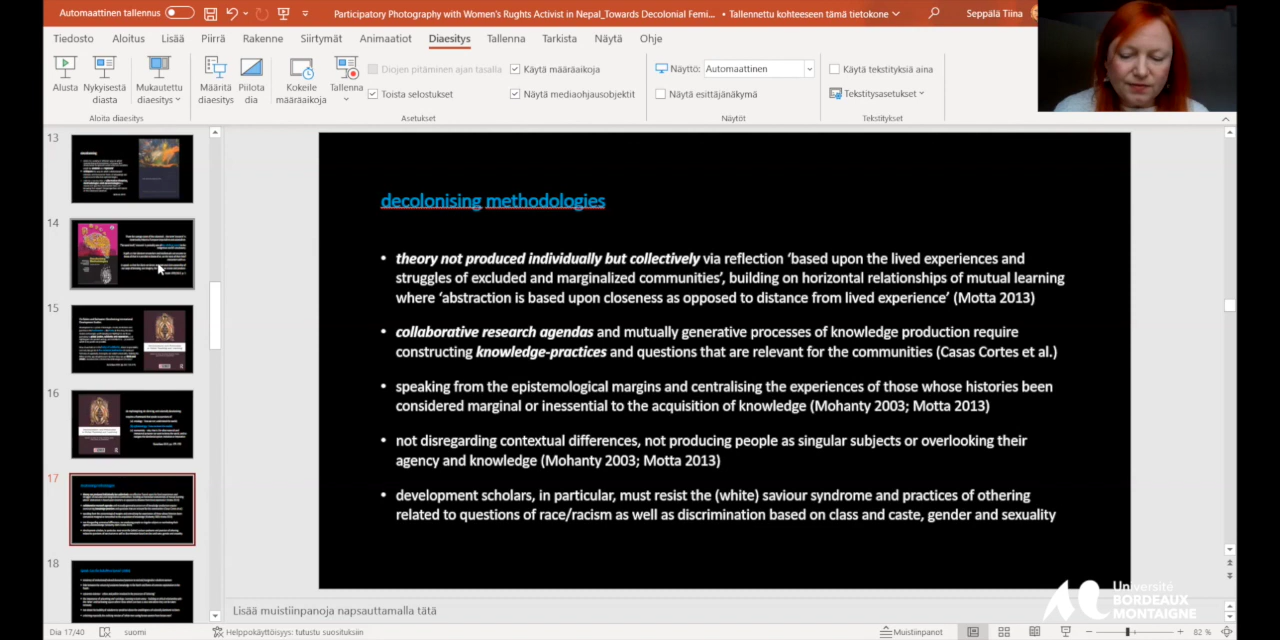 Automaattinen tallennus
Participatory Photography with Women's Rughts Activist in Nepal_Towards Decolonial Femi... • Tallennettu kohteeseen tämä tietokone
Seppälä Tiina
Tiedosto Aloitus Lisää Piirrä Rakenne Siirtymät Animaatiot Diaesitys Tallenna Tarkista Näytä Ohje
Alusta
Nykyisestä
diasta
Mukautettu
diaesitys
Aloita diaesitys
Määritä
diaesitys
Piilota
dia
Kokeile
määräaikoja
Tallenna
Diojen pitäminen ajan tasalla
Toista selostukset
Käytä määräaikoja
Näytä mediaohjausobjektit
Asetukset
Näyttö: Automaattinen
Näytä esittäjänäkymä
Näytöt
Käytä tekstityksiä aina
Tekstitysasetukset
Tekstitykset
13
14
15
16
17
18
decolonising methodologies
• theory not produced individually but collectively via reflection ‘based upon the lived experiences and
struggles of excluded and marginalized communities’, building on horizontal relationships of mutual learning
where ‘abstraction is based upon closeness as opposed to distance from lived experience’ (Motta 2013)
• collaborative research agendas and mutually generative processes of knowledge production require
constructing knowledge-practices and questions that are relevant for the communities (Casas Cortes et al.)
• speaking from the epistemological margins and centralising the experiences of those whose histories been
considered marginal or inessential to the acquisition of knowledge (Mohanty 2003; Motta 2013)
• not disregarding contextual differences, not producing people as singular subjects or overlooking their
agency and knowledge (Mohanty 2003; Motta 2013)
• development scholars, in particular, must resist the (white) saviour syndrome and practices of othering
related to questions of race/racism as well as discrimination based on class and caste, gender and sexuality
Lisää muistiinpanoja napsauttamalla tätä
Université
BORDEAUX
MONTAIGNE
Dia 17/40 suomi Helppokäyttöisyys: tutustu suosituksiin Muistiinpanot 82 %